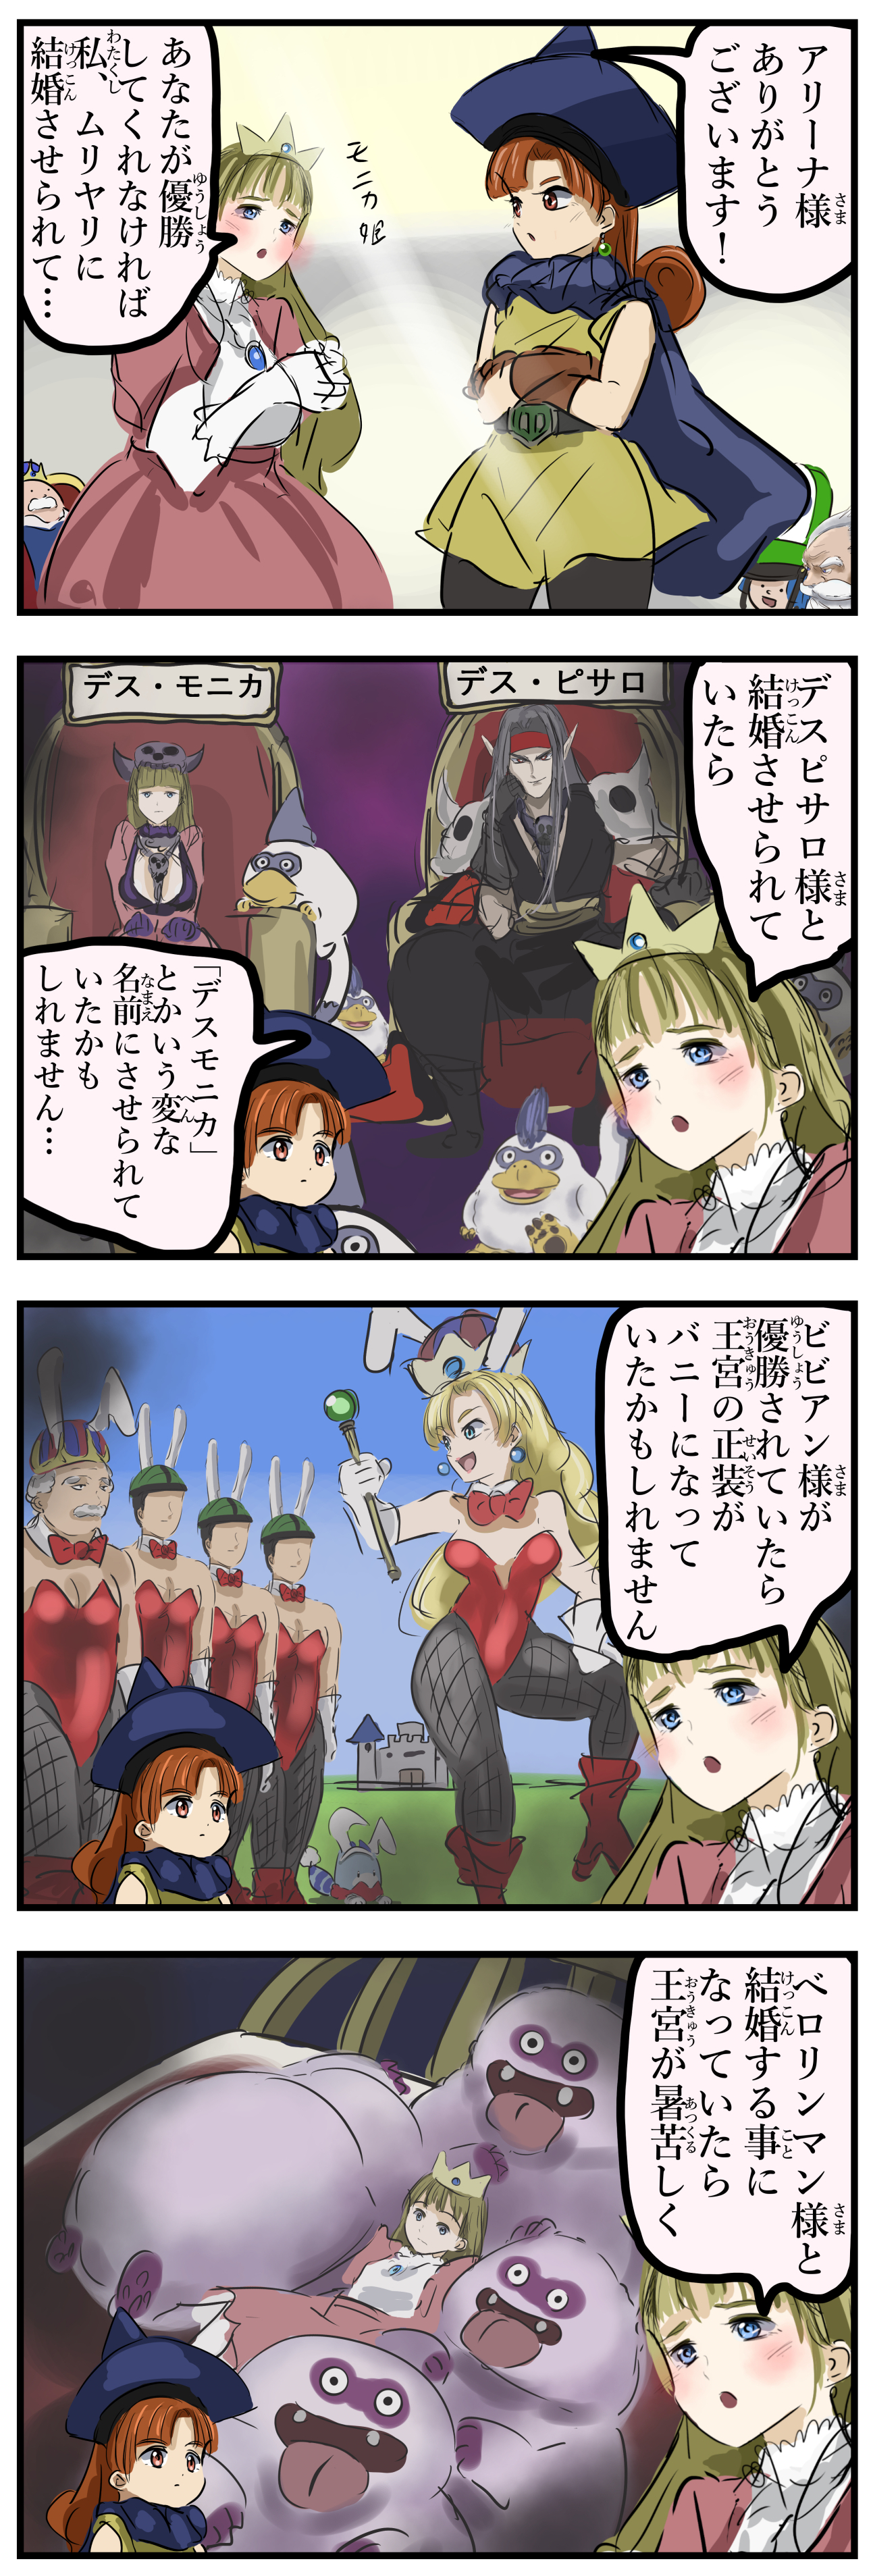 アリーナ様
ありがとう
ございます！
モニカ姫
あなたが優勝
してくれなければ
私、ムリヤリに
結婚させられて…
デスピサロ様と
結婚させられて
いたら
デス・ピサロ
デス・モニカ
「デスモニカ」
とかいう変な
名前にさせられて
いたかも
しれません…
ビビアン様が
優勝されていたら
王宮の正装が
バニーになって
いたかもしれません
ベロリンマン様と
結婚する事に
なっていたら
王宮が暑苦しく